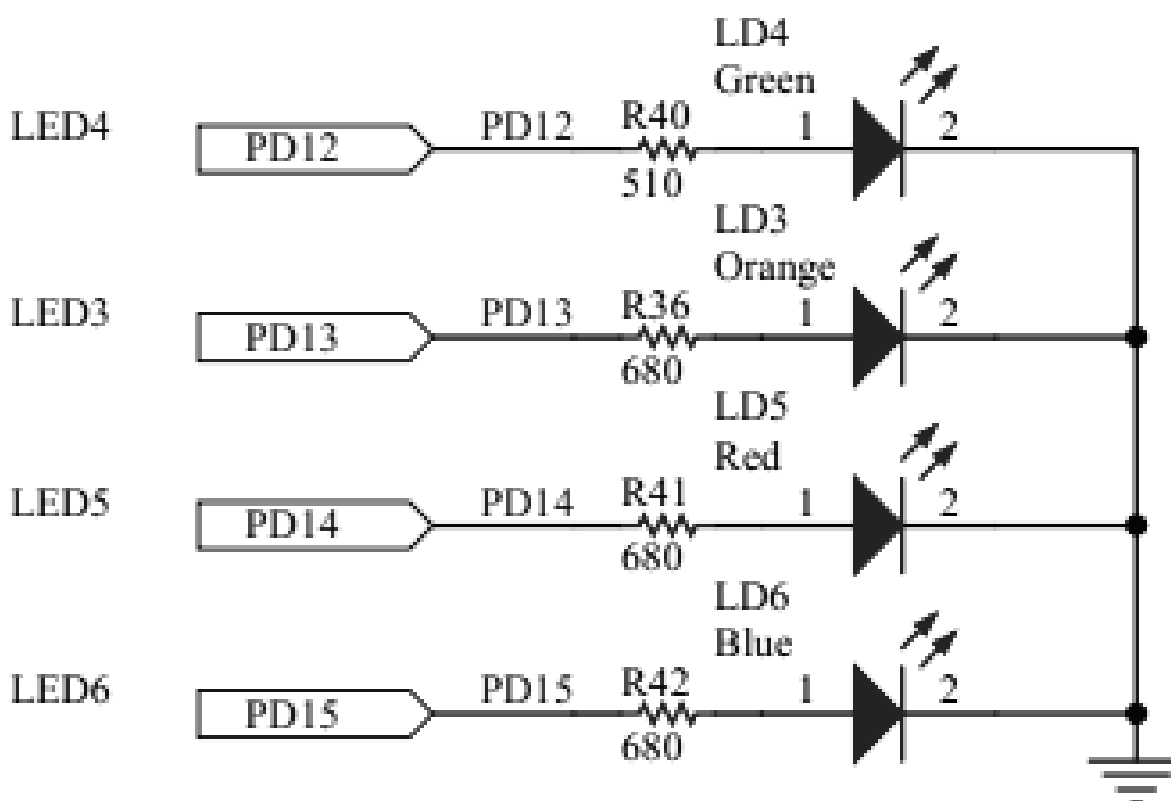 LD4
Green
LED4
PD12
PD12
R40
510
1
2
LD3
Orange
LED3
PD13
PD13
R36
680
1
2
LD5
Red
LED5
PD14
PD14
R41
680
1
2
LD6
Blue
LED6
PD15
PD15
R42
680
1
2